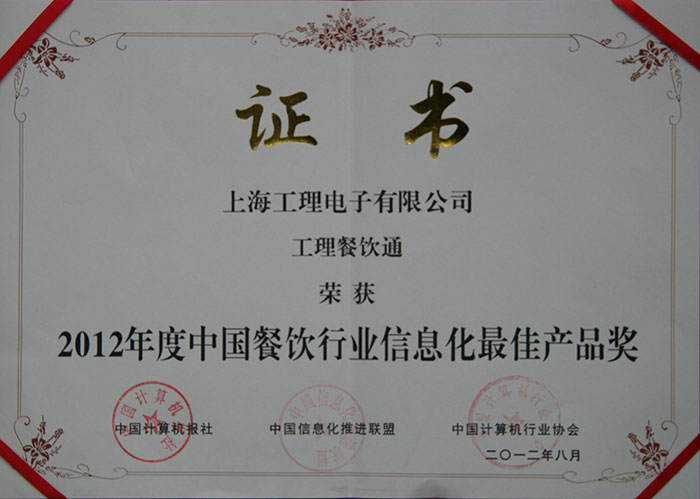 证 书
上海工理电子有限公司
工理餐饮通
荣 获
2012年度中国餐饮行业信息化最佳产品奖
中国计算机报社 中国信息化推进联盟 中国计算机行业协会
二〇一二年八月